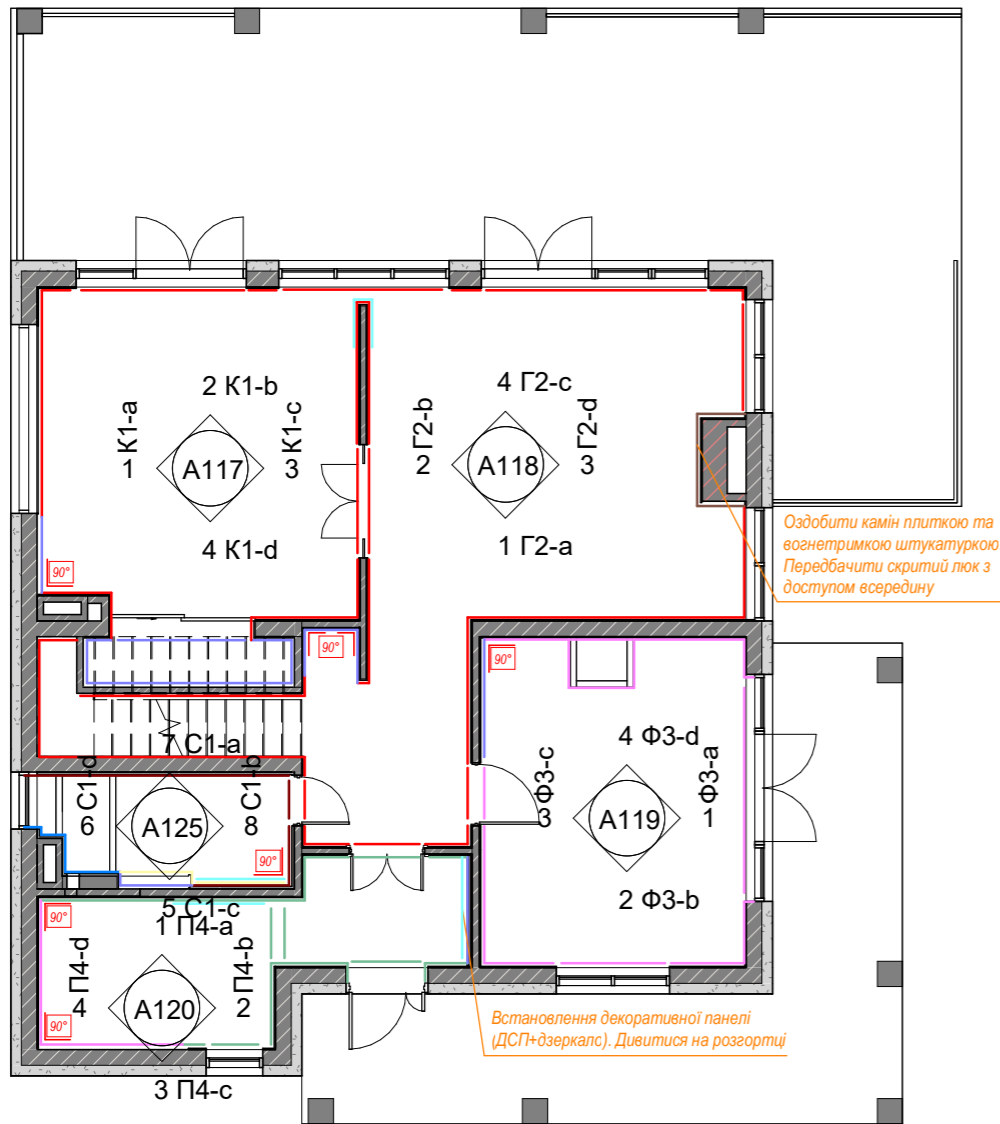 2 К1-b
1 К1-a
А117
3 К1-c
4 К1-d
4 Г2-c
2 Г2-b
А118
3 Г2-d
1 Г2-a
Оздобити камін плиткою та
вогнетримкою штукатуркою
Передбачити скритий люк з
доступом всередину
90°
90°
90°
7 С1-a
6 С1-d
А125
8 С1-b
90°
5 С1-c
4 Ф3-d
3 Ф3-c
А119
1 Ф3-a
2 Ф3-b
1 П4-a
90°
4 П4-d
А120
2 П4-b
90°
3 П4-c
Встановлення декоративної панелі
(ДСП+дзеркало). Дивитися на розгортці